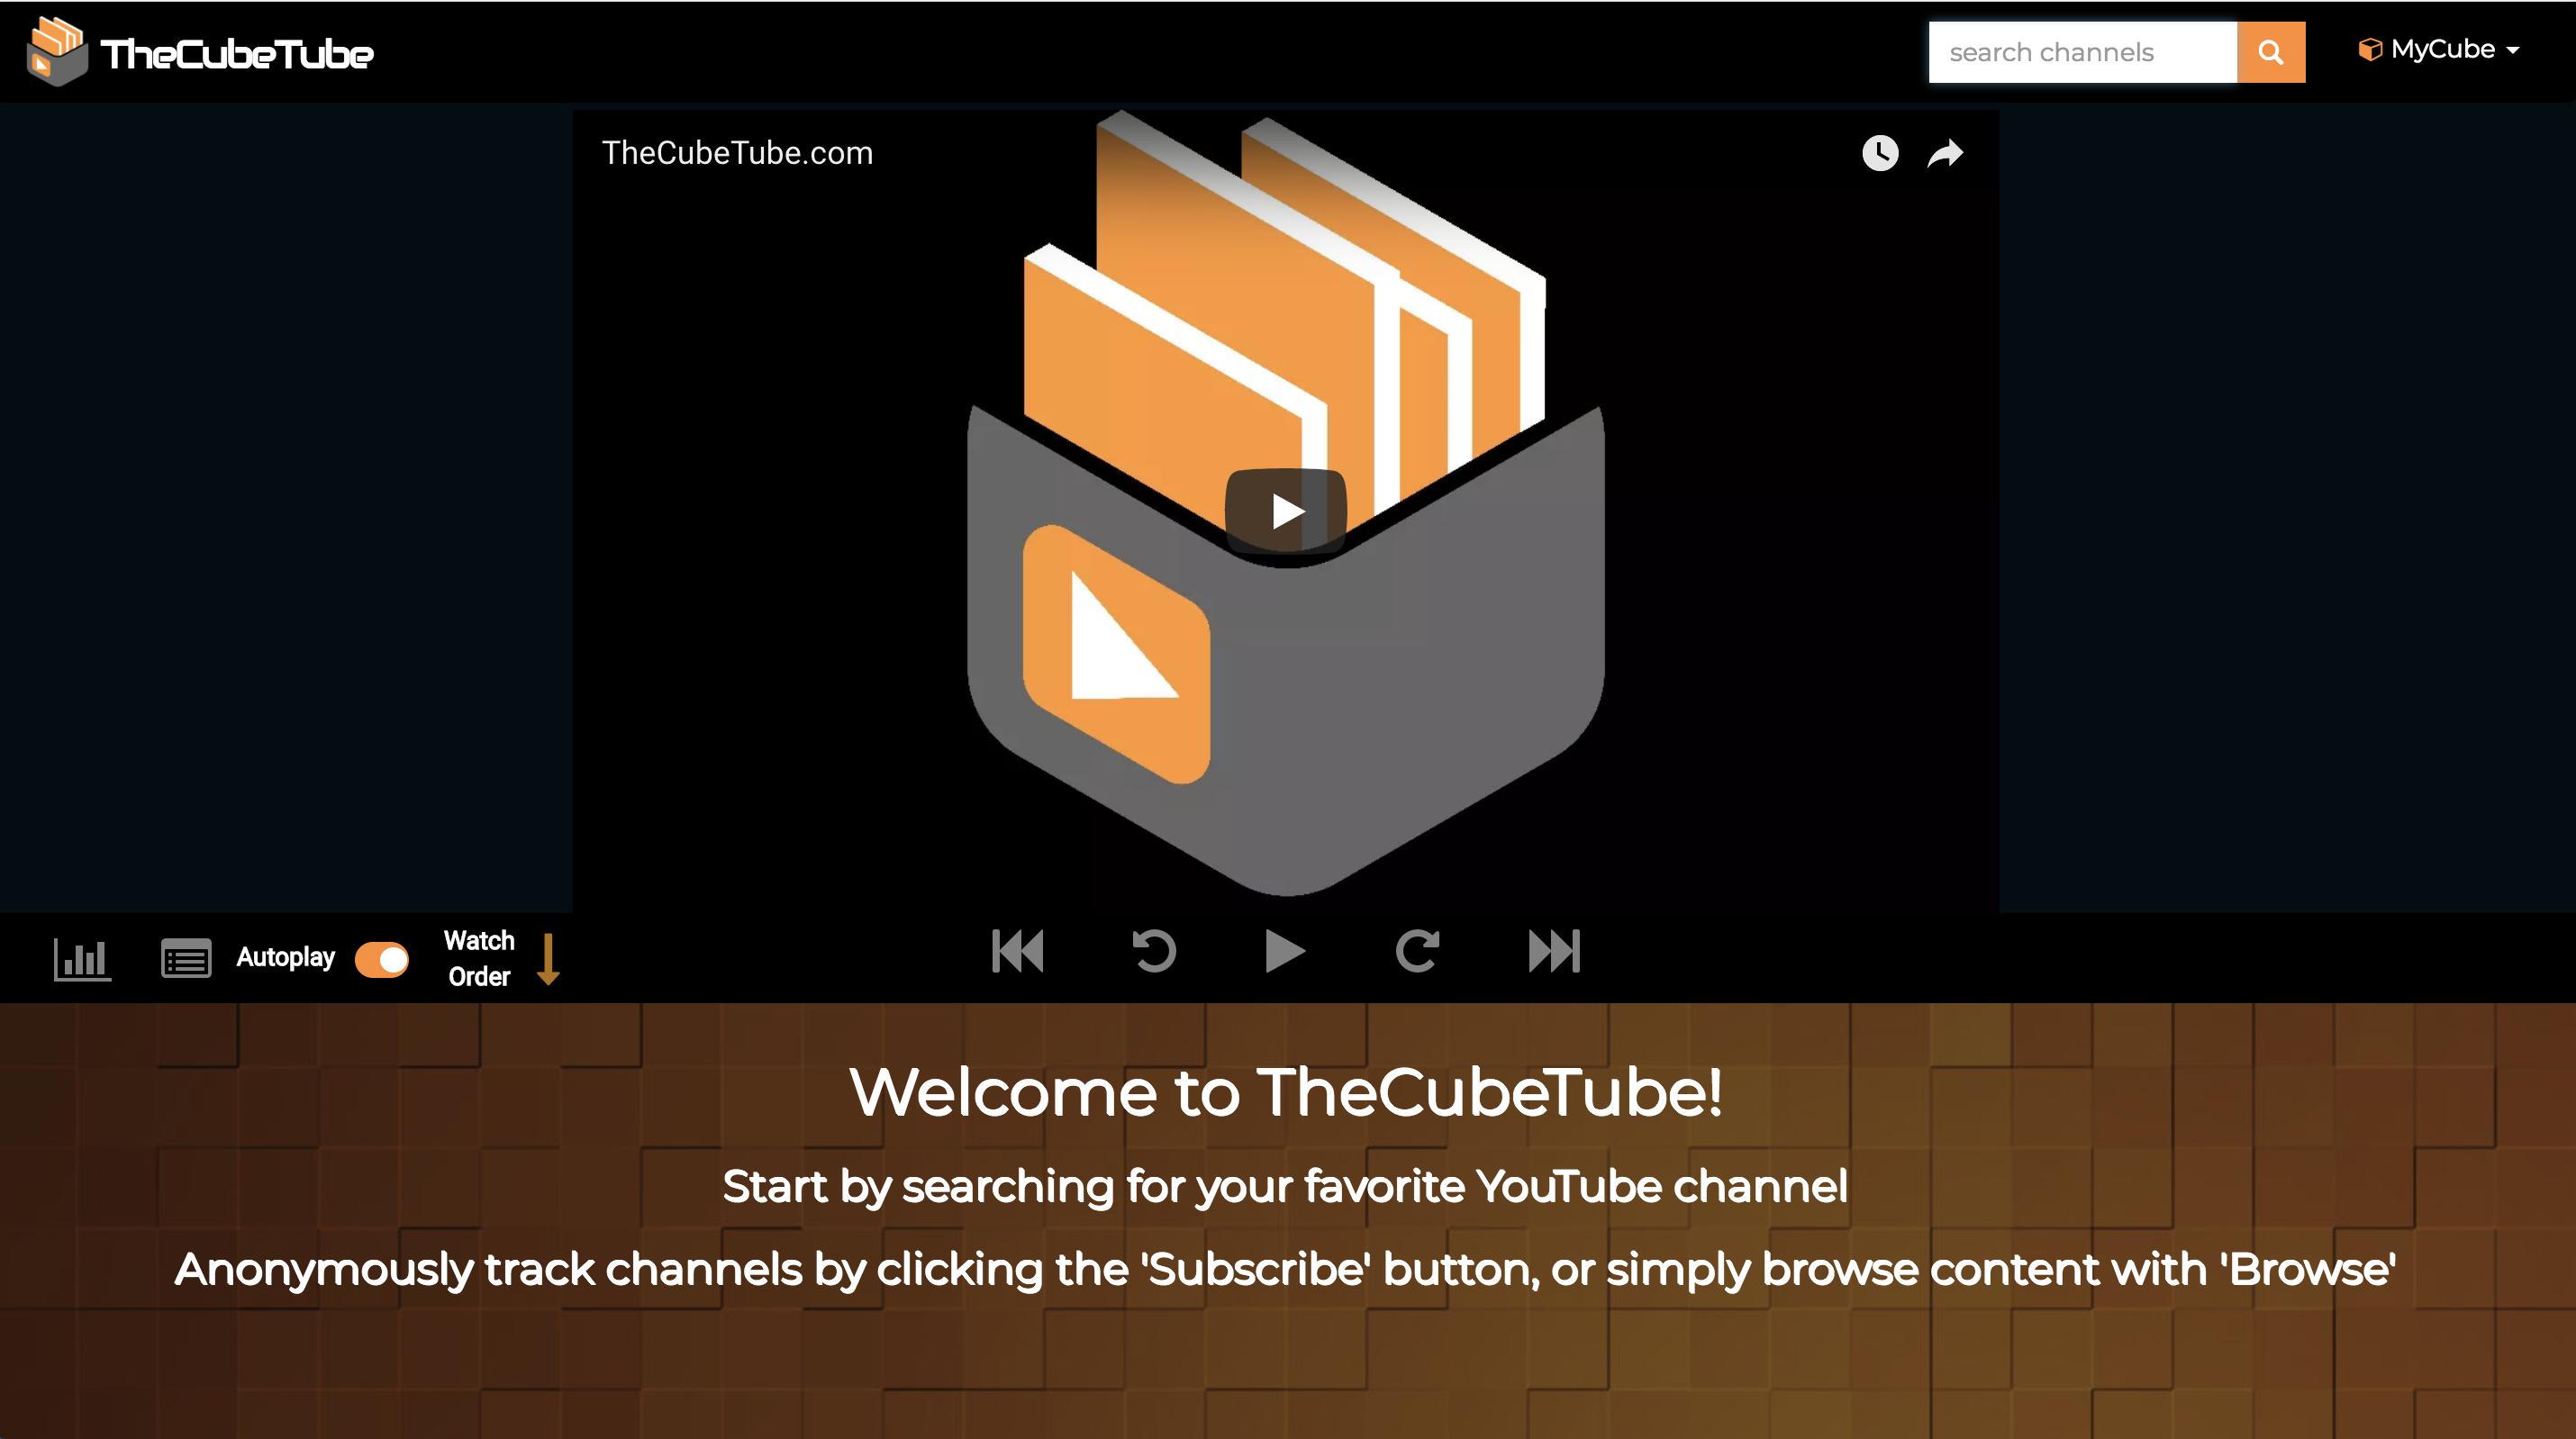 TheCubeTube
search channels
MyCube
TheCubeTube.com
Autoplay
Watch
Order
Welcome to TheCubeTube!
Start by searching for your favorite YouTube channel
Anonymously track channels by clicking the 'Subscribe' button, or simply browse content with 'Browse'